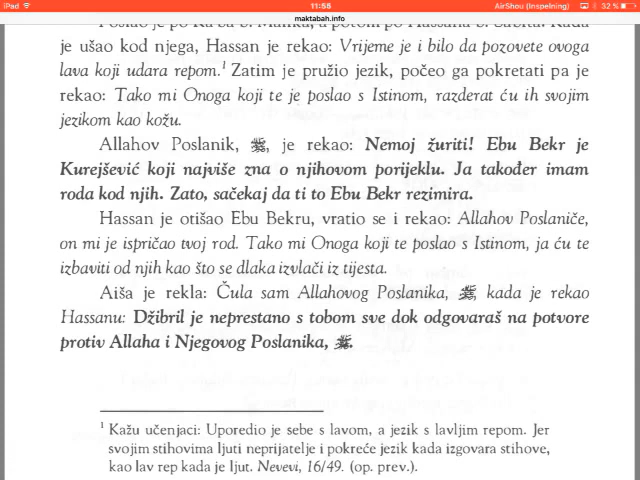 iPad 11:56 AirShou (Inspelning) 32 %
maktabah.info
je ušao kod njega, Hassan je rekao: Vrijeme je i bilo da pozovete ovoga
lava koji udara repom.¹ Zatim je pružio jezik, počeo ga pokretati pa je
rekao: Tako mi Onoga koji te je poslao s Istinom, razderat ću ih svojim
jezikom kao kožu.
Allahov Poslanik, ﷺ, je rekao: Nemoj žuriti! Ebu Bekr je
Kurejšević koji najviše zna o njihovom porijeklu. Ja također imam
roda kod njih. Zato, sačekaj da ti to Ebu Bekr rezimira.
Hassan je otišao Ebu Bekru, vratio se i rekao: Allahov Poslaniče,
on mi je ispričao tvoj rod. Tako mi Onoga koji te poslao s Istinom, ja ću te
izbaviti od njih kao što se dlaka izvlači iz tijesta.
Aiša je rekla: Čula sam Allahovog Poslanika, ﷺ, kada je rekao
Hassanu: Džibril je neprestano s tobom sve dok odgovaraš na potvore
protiv Allaha i Njegovog Poslanika, ﷺ.
¹ Kažu učenjaci: Uporedio je sebe s lavom, a jezik s lavljim repom. Jer
svojim stihovima ljuti neprijatelje i pokreće jezik kada izgovara stihove,
kao lav rep kada je ljut. Nevevi, 16/49. (op. prev.).